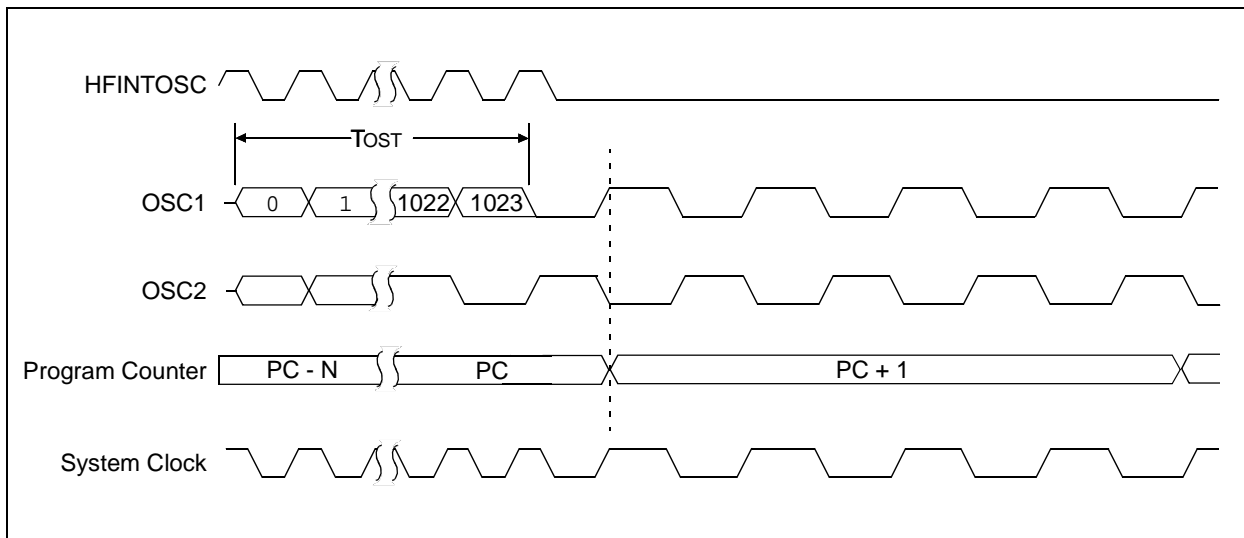 HFINTOSC
TOST
OSC1 0 1 1022 1023
OSC2
Program Counter PC - N PC PC + 1
System Clock